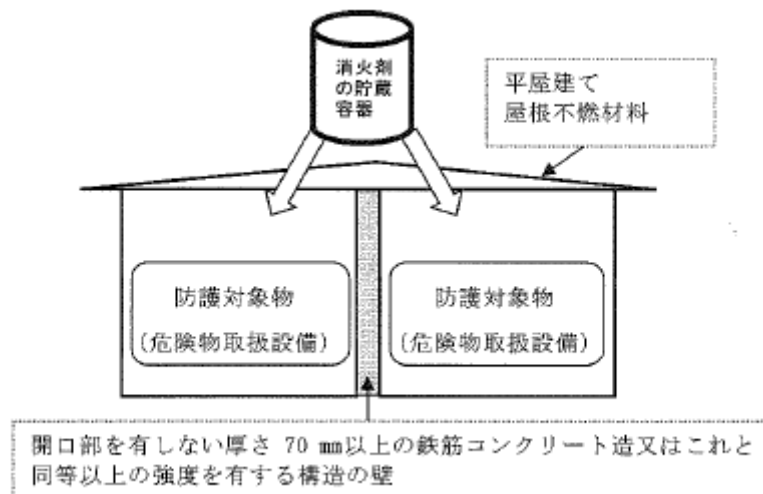 消火剤
の貯蔵
容器
平屋建て
屋根不燃材料
防護対象物
(危険物取扱設備)
防護対象物
(危険物取扱設備)
開口部を有しない厚さ 70 ㎜以上の鉄筋コンクリート造又はこれと
同等以上の強度を有する構造の壁